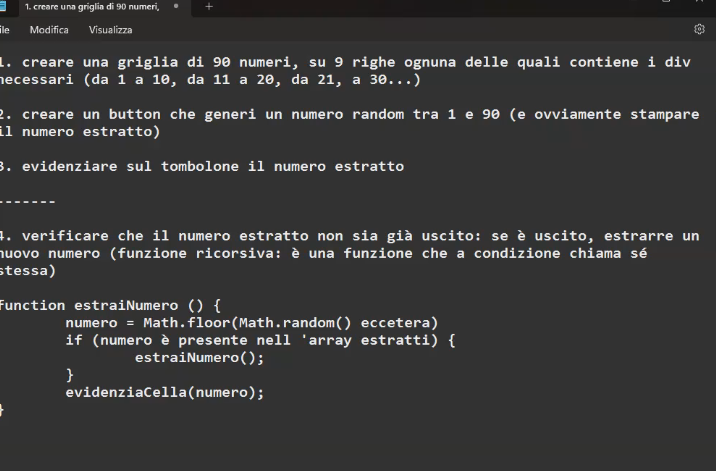 1. creare una griglia di 90 numeri,
Modifica
Visualizza
1. creare una griglia di 90 numeri, su 9 righe ognuna delle quali contiene i div
necessari (da 1 a 10, da 11 a 20, da 21, a 30...)
2. creare un button che generi un numero random tra 1 e 90 (e ovviamente stampare
il numero estratto)
3. evidenziare sul tombolone il numero estratto
-------
4. verificare che il numero estratto non sia già uscito: se è uscito, estrarre un
nuovo numero (funzione ricorsiva: è una funzione che a condizione chiama sé
stessa)
function estraiNumero () {
numero = Math.floor(Math.random() eccetera)
if (numero è presente nell 'array estratti) {
estraiNumero();
}
evidenziaCella(numero);
}